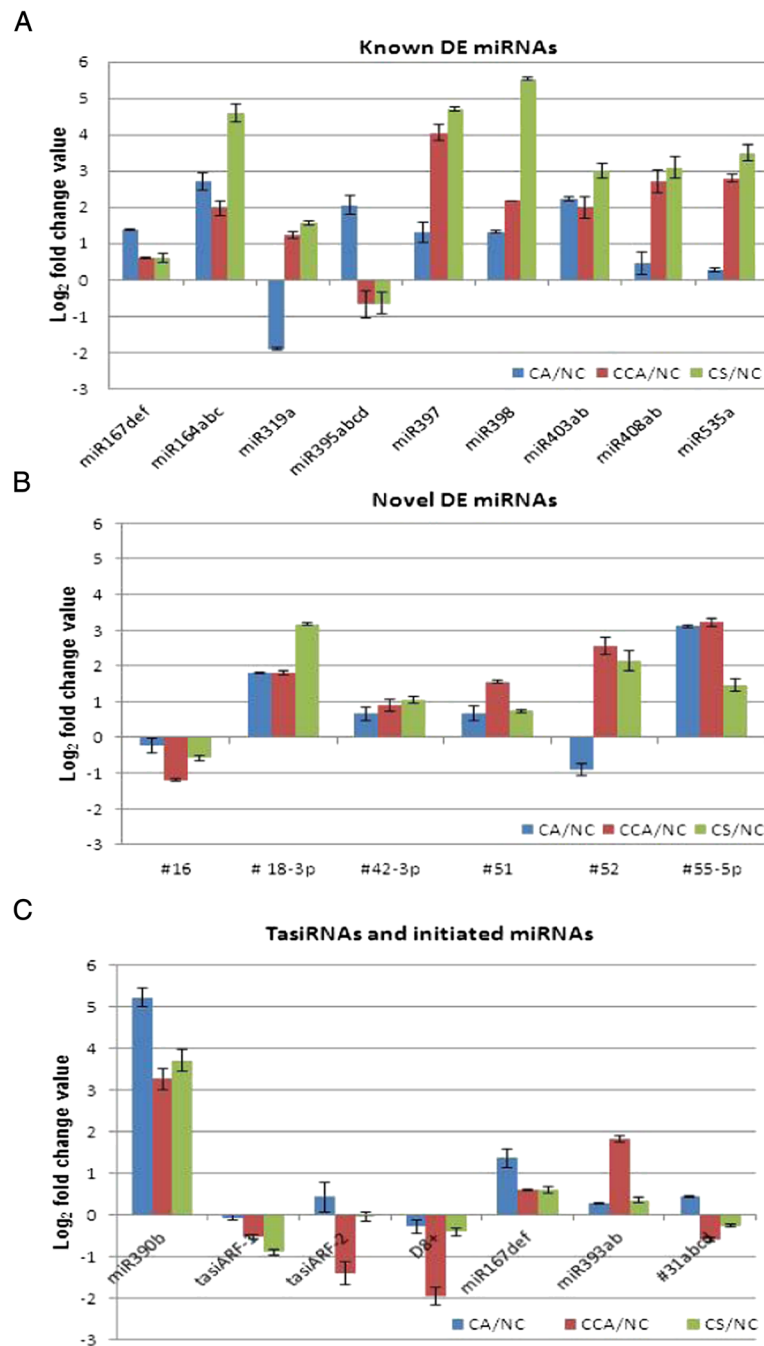 A
Known DE miRNAs
Log₂ fold change value
6
5
4
3
2
1
0
-1
-2
-3
CA/NC CCA/NC CS/NC
miR167def miR164abc miR319a miR395abcd miR397 miR398 miR403ab miR408ab miR535a
B
Novel DE miRNAs
Log₂ fold change value
6
5
4
3
2
1
0
-1
-2
-3
CA/NC CCA/NC CS/NC
#16 # 18-3p #42-3p #51 #52 #55-5p
C
TasiRNAs and initiated miRNAs
Log₂ fold change value
6
5
4
3
2
1
0
-1
-2
-3
miR390b tasiARF-1 tasiARF-2 D8+ miR167def miR393ab #31abcd
CA/NC CCA/NC CS/NC